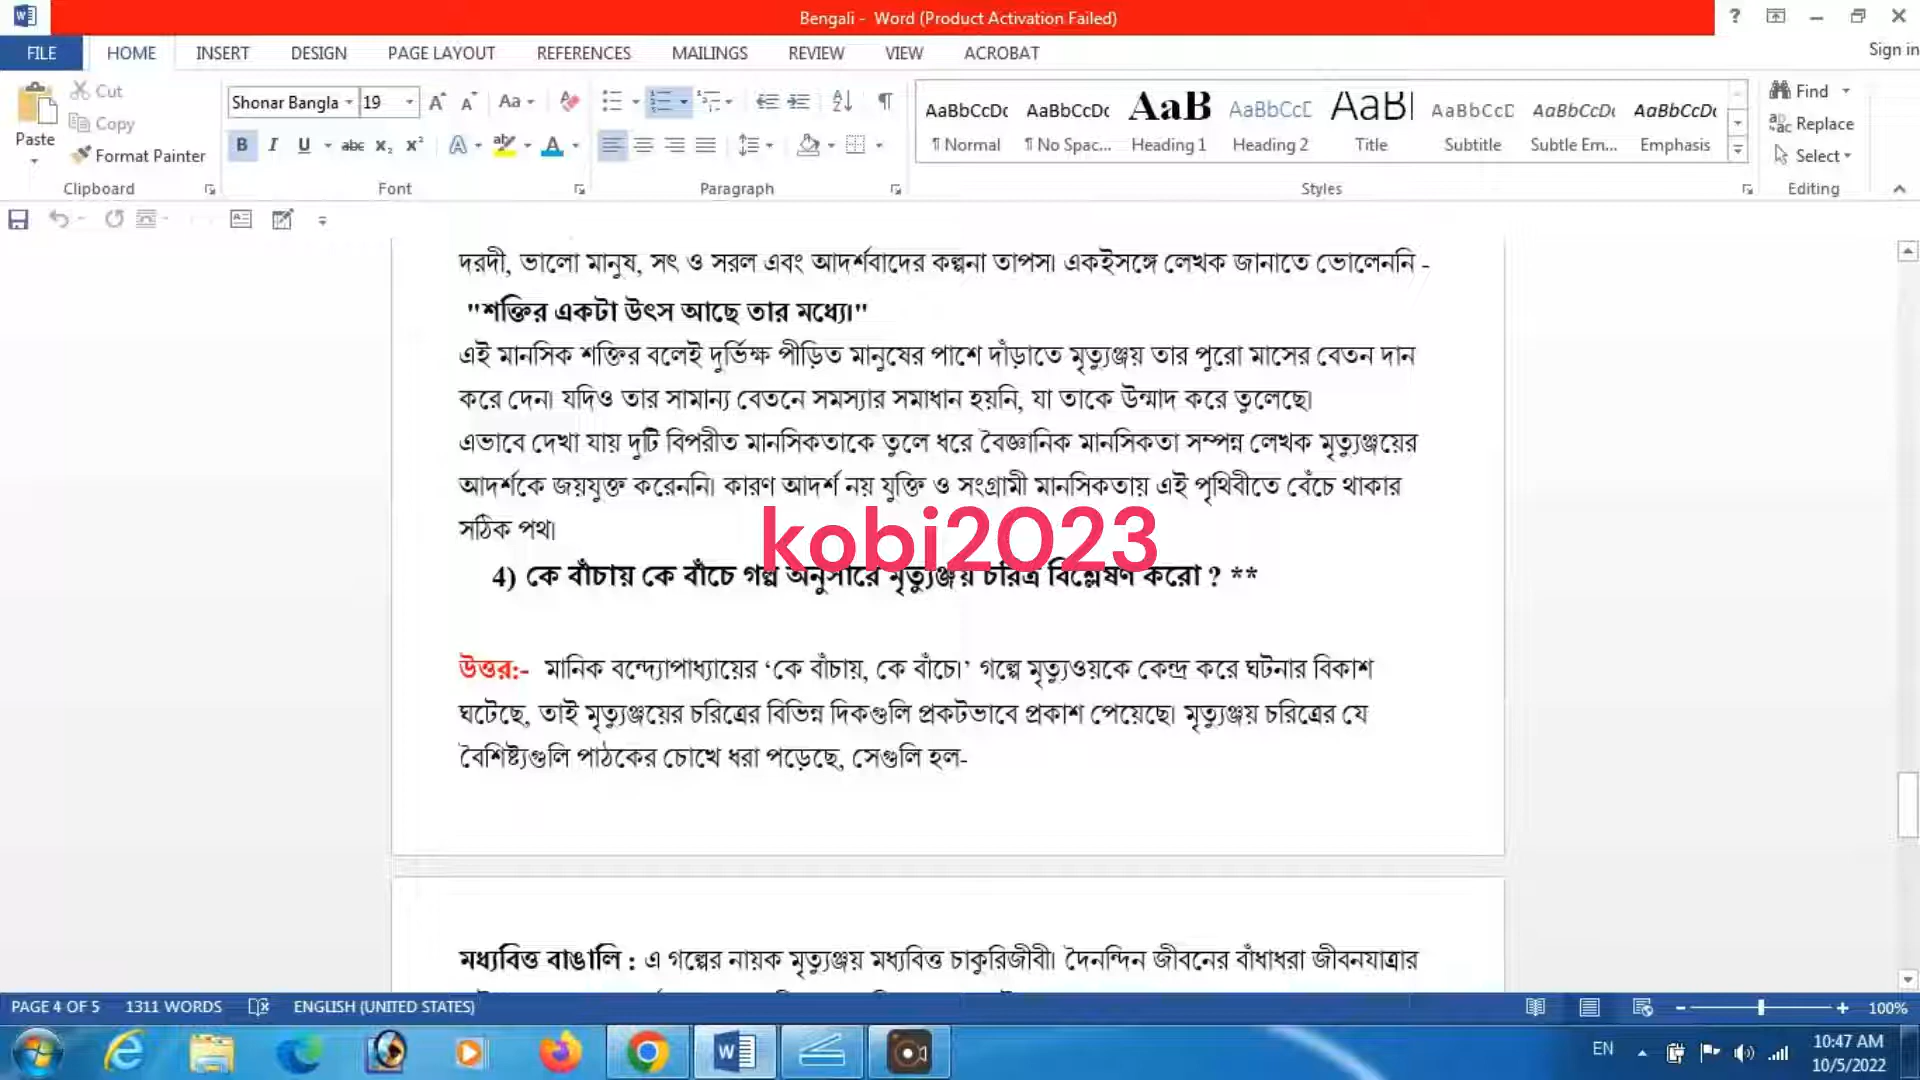 Bengali - Word (Product Activation Failed)
FILE HOME INSERT DESIGN PAGE LAYOUT REFERENCES MAILINGS REVIEW VIEW ACROBAT Sign in
Cut
Copy
Paste
Format Painter
Clipboard
Shonar Bangla 19
Font
Paragraph
AaBbCcDc AaBbCcDc AaB AaBbCcD AaB AaBbCcD AaBbCcDc AaBbCcDc
¶ Normal ¶ No Spac... Heading 1 Heading 2 Title Subtitle Subtle Em... Emphasis
Styles
Find
Replace
Select
Editing
দরদী, ভালো মানুষ, সৎ ও সরল এবং আদর্শবাদের কল্পনা তাপস। একইসঙ্গে লেখক জানাতে ভোলেননি -
"শক্তির একটা উৎস আছে তার মধ্যে।"
এই মানসিক শক্তির বলেই দুর্ভিক্ষ পীড়িত মানুষের পাশে দাঁড়াতে মৃত্যুঞ্জয় তার পুরো মাসের বেতন দান
করে দেন। যদিও তার সামান্য বেতনে সমস্যার সমাধান হয়নি, যা তাকে উন্মাদ করে তুলেছে।
এভাবে দেখা যায় দুটি বিপরীত মানসিকতাকে তুলে ধরে বৈজ্ঞানিক মানসিকতা সম্পন্ন লেখক মৃত্যুঞ্জয়ের
আদর্শকে জয়যুক্ত করেননি। কারণ আদর্শ নয় যুক্তি ও সংগ্রামী মানসিকতায় এই পৃথিবীতে বেঁচে থাকার
সঠিক পথ।
kobi2023
4) কে বাঁচায় কে বাঁচে গল্প অনুসারে মৃত্যুঞ্জয় চরিত্র বিশ্লেষণ করো ? **
উত্তর:- মানিক বন্দ্যোপাধ্যায়ের ‘কে বাঁচায়, কে বাঁচে।’ গল্পে মৃত্যুওয়কে কেন্দ্র করে ঘটনার বিকাশ
ঘটেছে, তাই মৃত্যুঞ্জয়ের চরিত্রের বিভিন্ন দিকগুলি প্রকটভাবে প্রকাশ পেয়েছে। মৃত্যুঞ্জয় চরিত্রের যে
বৈশিষ্ট্যগুলি পাঠকের চোখে ধরা পড়েছে, সেগুলি হল-
মধ্যবিত্ত বাঙালি : এ গল্পের নায়ক মৃত্যুঞ্জয় মধ্যবিত্ত চাকুরিজীবী। দৈনন্দিন জীবনের বাঁধাধরা জীবনযাত্রার
PAGE 4 OF 5 1311 WORDS ENGLISH (UNITED STATES) 100%
EN 10:47 AM
10/5/2022